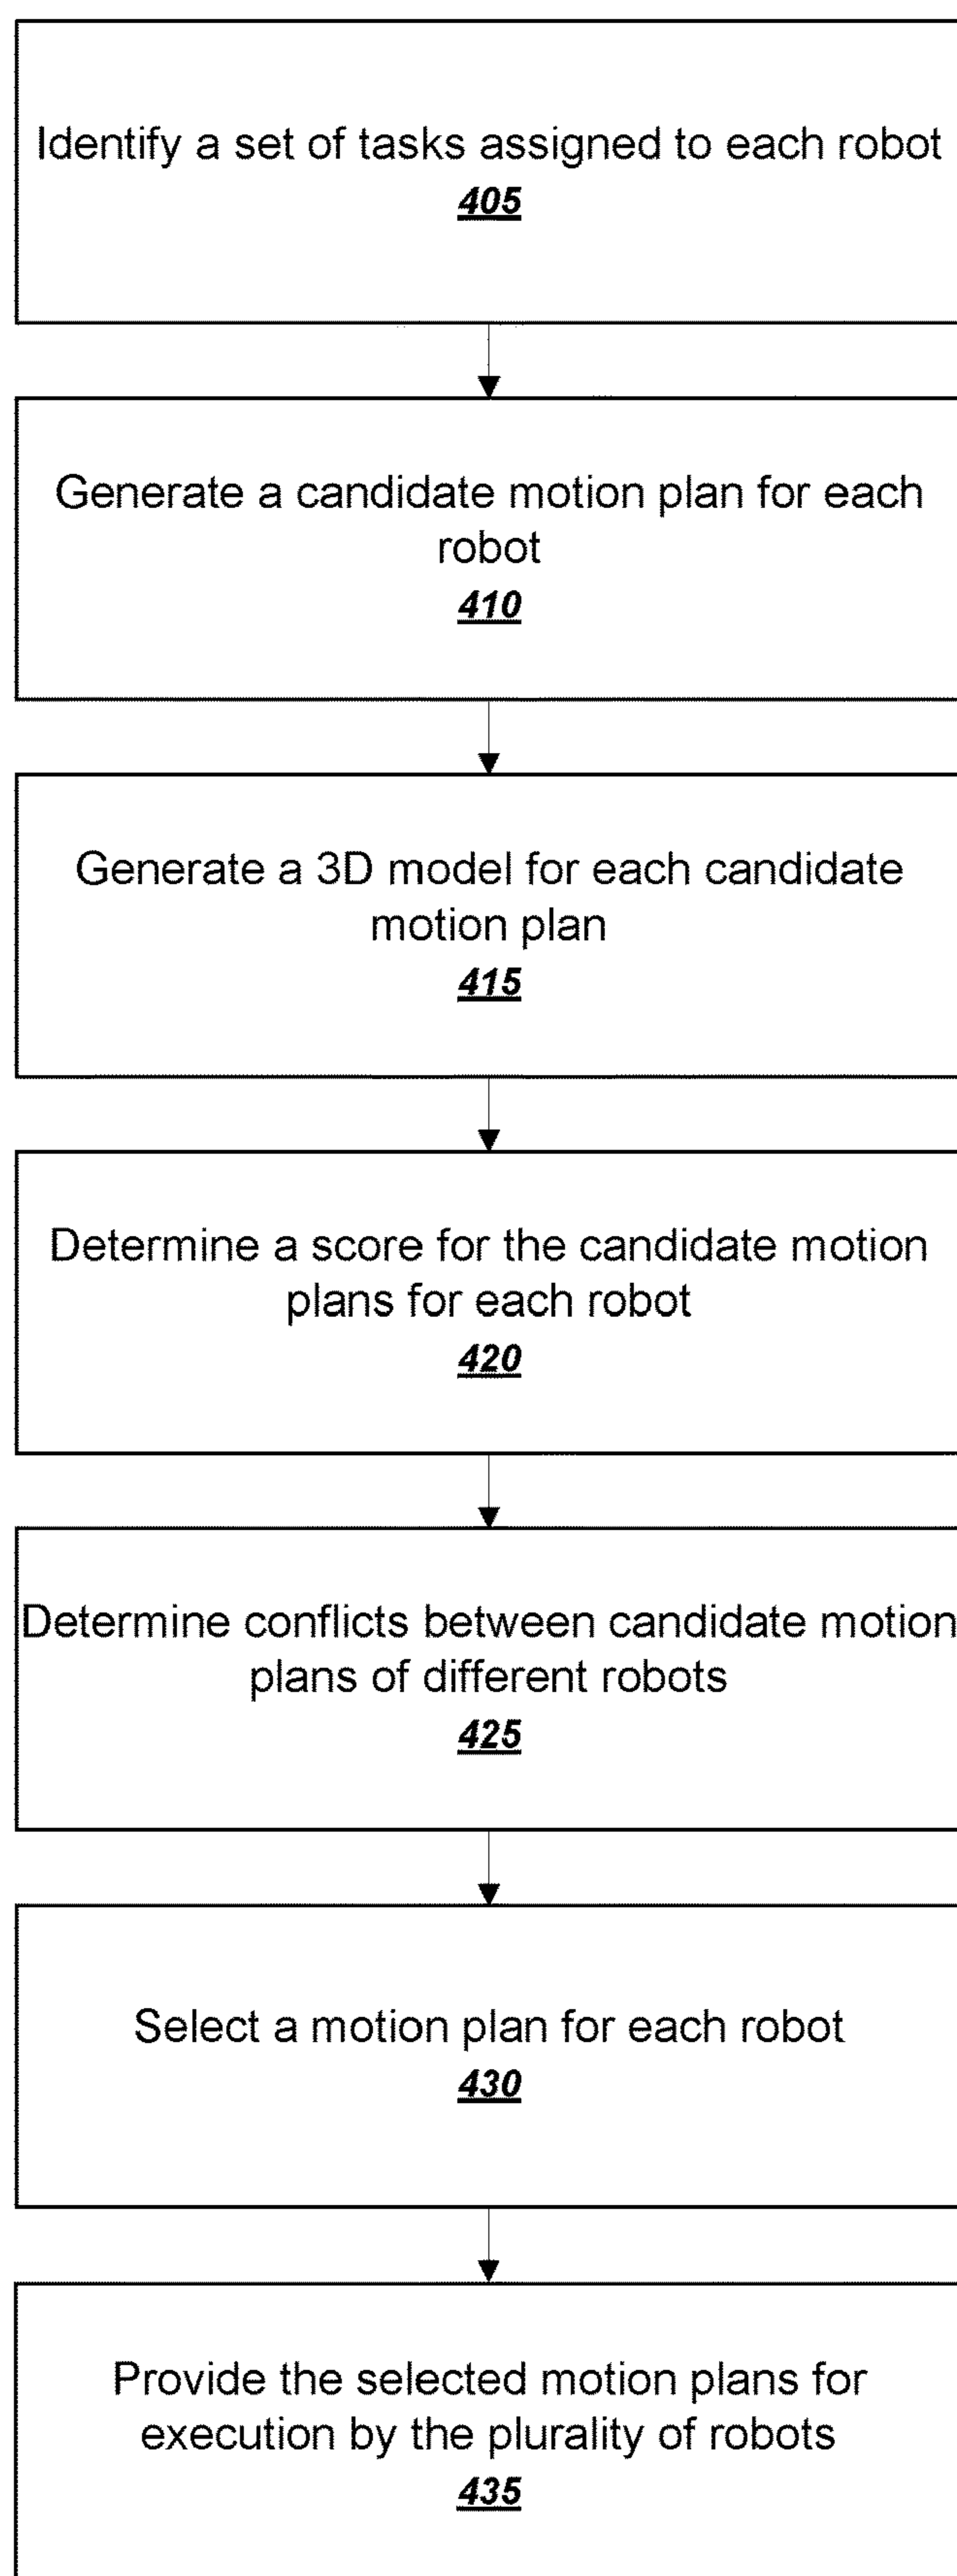 Identify a set of tasks assigned to each robot
405
Generate a candidate motion plan for each
robot
410
Generate a 3D model for each candidate
motion plan
415
Determine a score for the candidate motion
plans for each robot
420
Determine conflicts between candidate motion
plans of different robots
425
Select a motion plan for each robot
430
Provide the selected motion plans for
execution by the plurality of robots
435